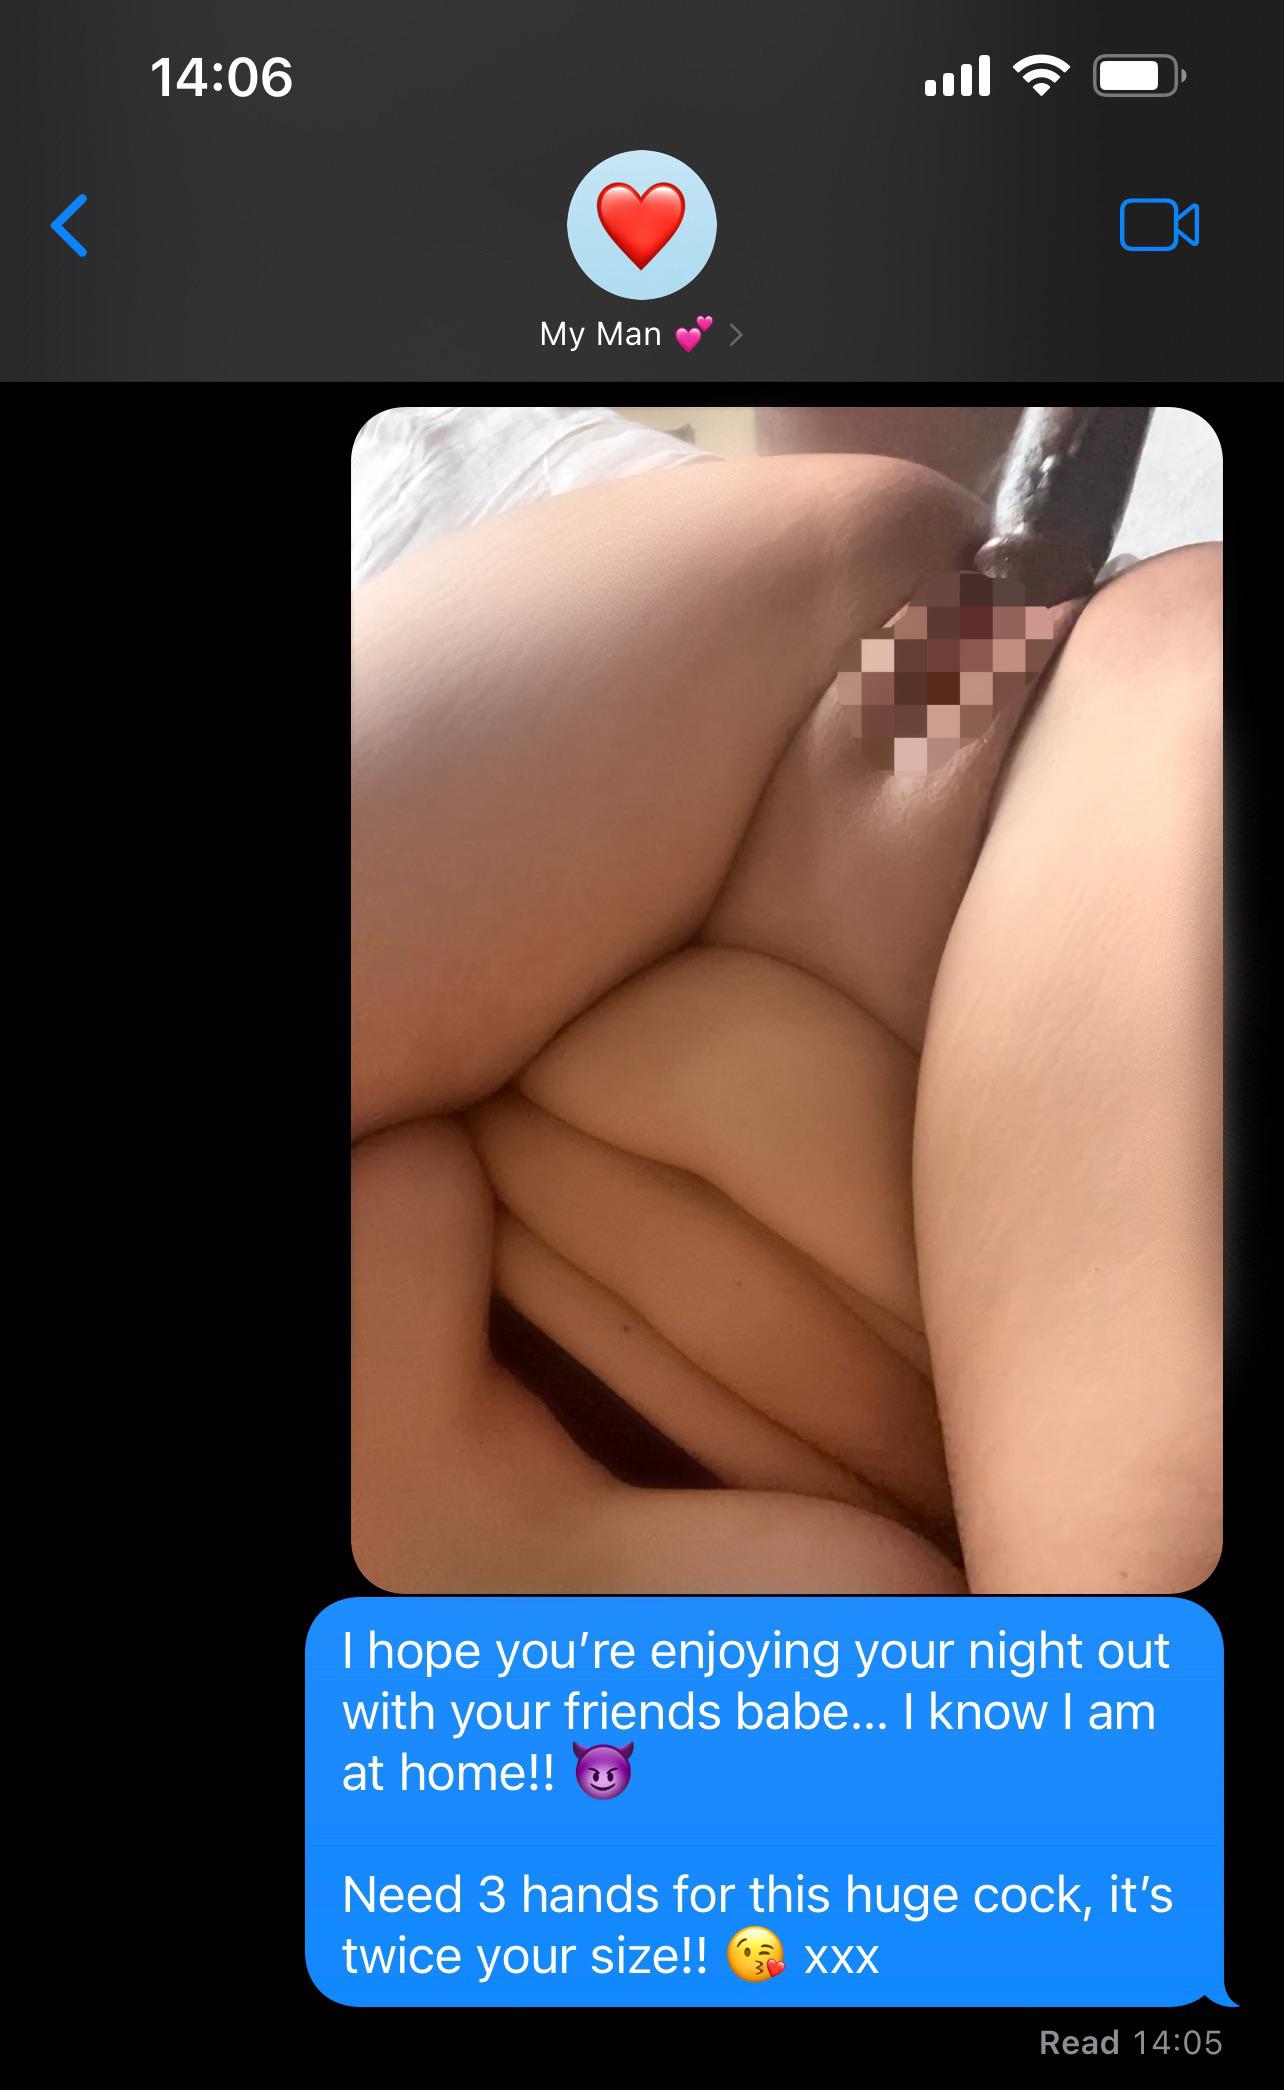 14:06
My Man 💕
I hope you’re enjoying your night out
with your friends babe... I know I am
at home!! 😈
Need 3 hands for this huge cock, it’s
twice your size!! 😘 xxx
Read 14:05